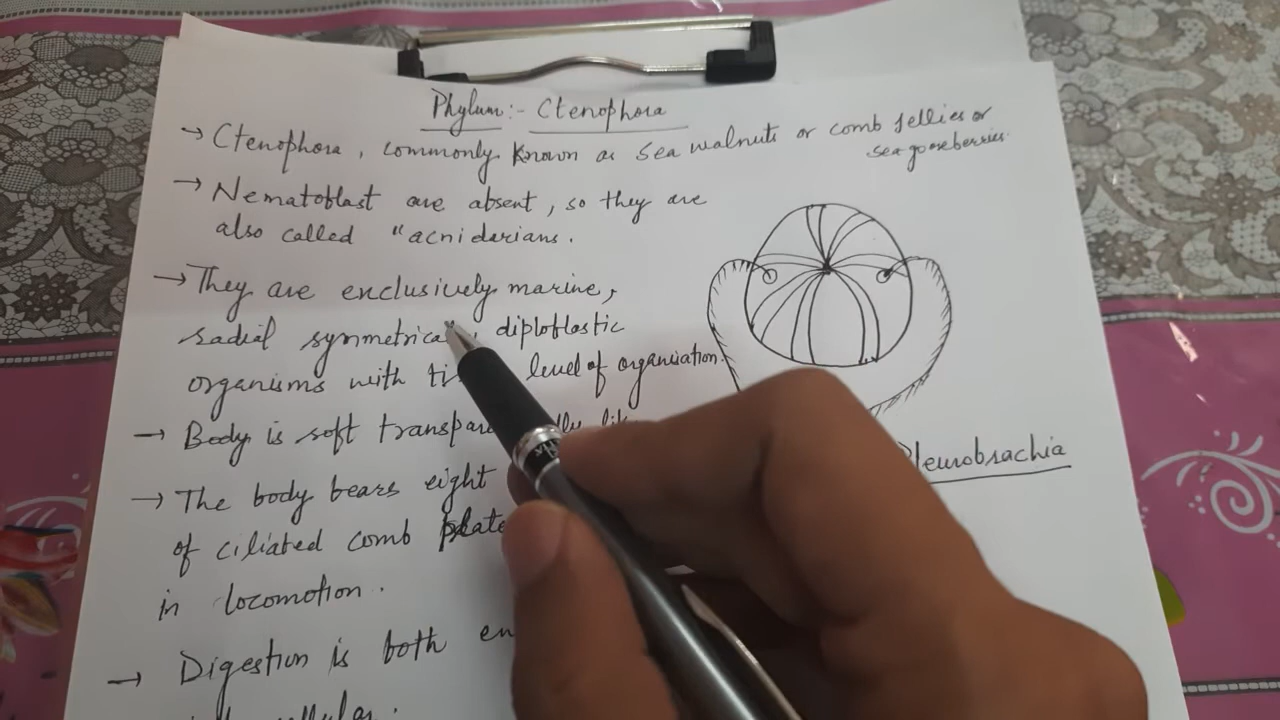 Phylum:- Ctenophora
→ Ctenophora, commonly known as sea walnuts or comb jellies or
sea gooseberries.
→ Nematoblast are absent, so they are
also called "acnidarians.
→ They are exclusively marine,
radial symmetrical, diploblastic
organisms with level of organisation.
→ Body is soft
→ The body bears eight
of ciliated comb plate
in locomotion.
→ Digestion is both
Pleurobrachia